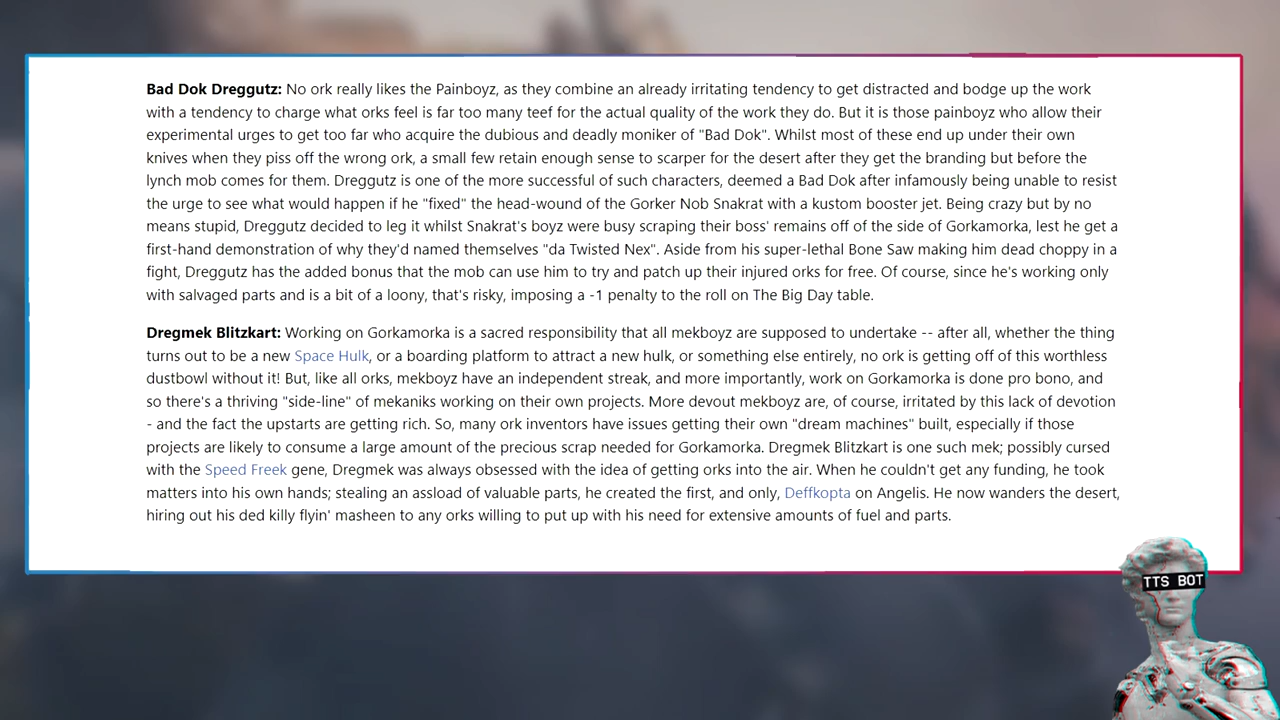 Bad Dok Dreggutz: No ork really likes the Painboyz, as they combine an already irritating tendency to get distracted and bodge up the work
with a tendency to charge what orks feel is far too many teef for the actual quality of the work they do. But it is those painboyz who allow their
experimental urges to get too far who acquire the dubious and deadly moniker of "Bad Dok". Whilst most of these end up under their own
knives when they piss off the wrong ork, a small few retain enough sense to scarper for the desert after they get the branding but before the
lynch mob comes for them. Dreggutz is one of the more successful of such characters, deemed a Bad Dok after infamously being unable to resist
the urge to see what would happen if he "fixed" the head-wound of the Gorker Nob Snakrat with a kustom booster jet. Being crazy but by no
means stupid, Dreggutz decided to leg it whilst Snakrat's boyz were busy scraping their boss' remains off of the side of Gorkamorka, lest he get a
first-hand demonstration of why they'd named themselves "da Twisted Nex". Aside from his super-lethal Bone Saw making him dead choppy in a
fight, Dreggutz has the added bonus that the mob can use him to try and patch up their injured orks for free. Of course, since he's working only
with salvaged parts and is a bit of a loony, that's risky, imposing a -1 penalty to the roll on The Big Day table.
Dregmek Blitzkart: Working on Gorkamorka is a sacred responsibility that all mekboyz are supposed to undertake -- after all, whether the thing
turns out to be a new Space Hulk, or a boarding platform to attract a new hulk, or something else entirely, no ork is getting off of this worthless
dustbowl without it! But, like all orks, mekboyz have an independent streak, and more importantly, work on Gorkamorka is done pro bono, and
so there's a thriving "side-line" of mekaniks working on their own projects. More devout mekboyz are, of course, irritated by this lack of devotion
- and the fact the upstarts are getting rich. So, many ork inventors have issues getting their own "dream machines" built, especially if those
projects are likely to consume a large amount of the precious scrap needed for Gorkamorka. Dregmek Blitzkart is one such mek; possibly cursed
with the Speed Freek gene, Dregmek was always obsessed with the idea of getting orks into the air. When he couldn't get any funding, he took
matters into his own hands; stealing an assload of valuable parts, he created the first, and only, Deffkopta on Angelis. He now wanders the desert,
hiring out his ded killy flyin' masheen to any orks willing to put up with his need for extensive amounts of fuel and parts.
TTS BOT